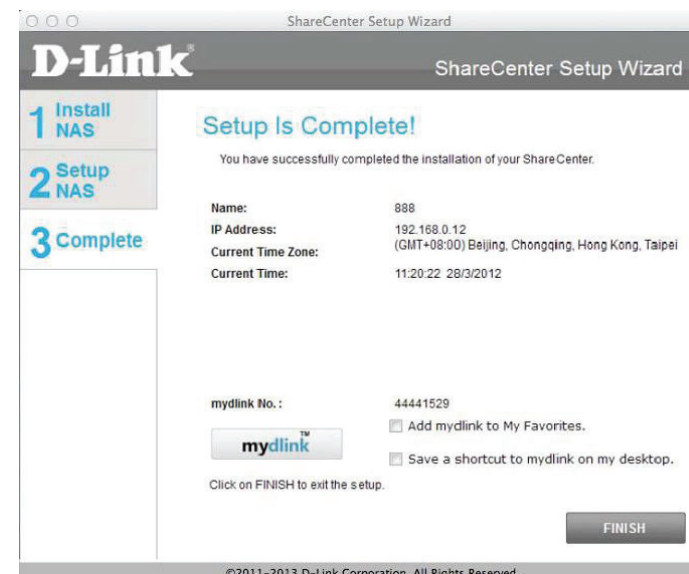 ShareCenter Setup Wizard
D-Link®
ShareCenter Setup Wizard
1 Install NAS
2 Setup NAS
3 Complete
Setup Is Complete!
You have successfully completed the installation of your ShareCenter.
Name: 888
IP Address: 192.168.0.12
Current Time Zone: (GMT+08:00) Beijing, Chongqing, Hong Kong, Taipei
Current Time: 11:20:22 28/3/2012
mydlink No.: 44441529
mydlink™
Add mydlink to My Favorites.
Save a shortcut to mydlink on my desktop.
Click on FINISH to exit the setup.
FINISH
©2011-2013 D-Link Corporation. All Rights Reserved